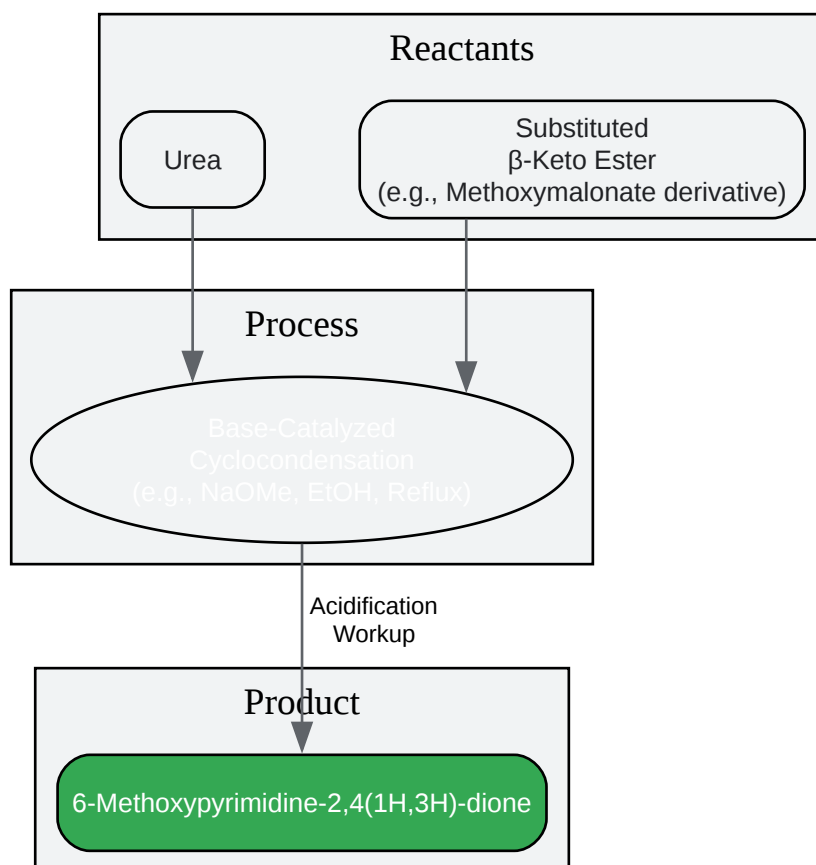 Reactants
Urea
Substituted
β-Keto Ester
(e.g., Methoxymalonate derivative)
Process
Base-Catalyzed
Cyclocondensation
(e.g., NaOMe, EtOH, Reflux)
Acidification
Workup
Product
6-Methoxypyrimidine-2,4(1H,3H)-dione